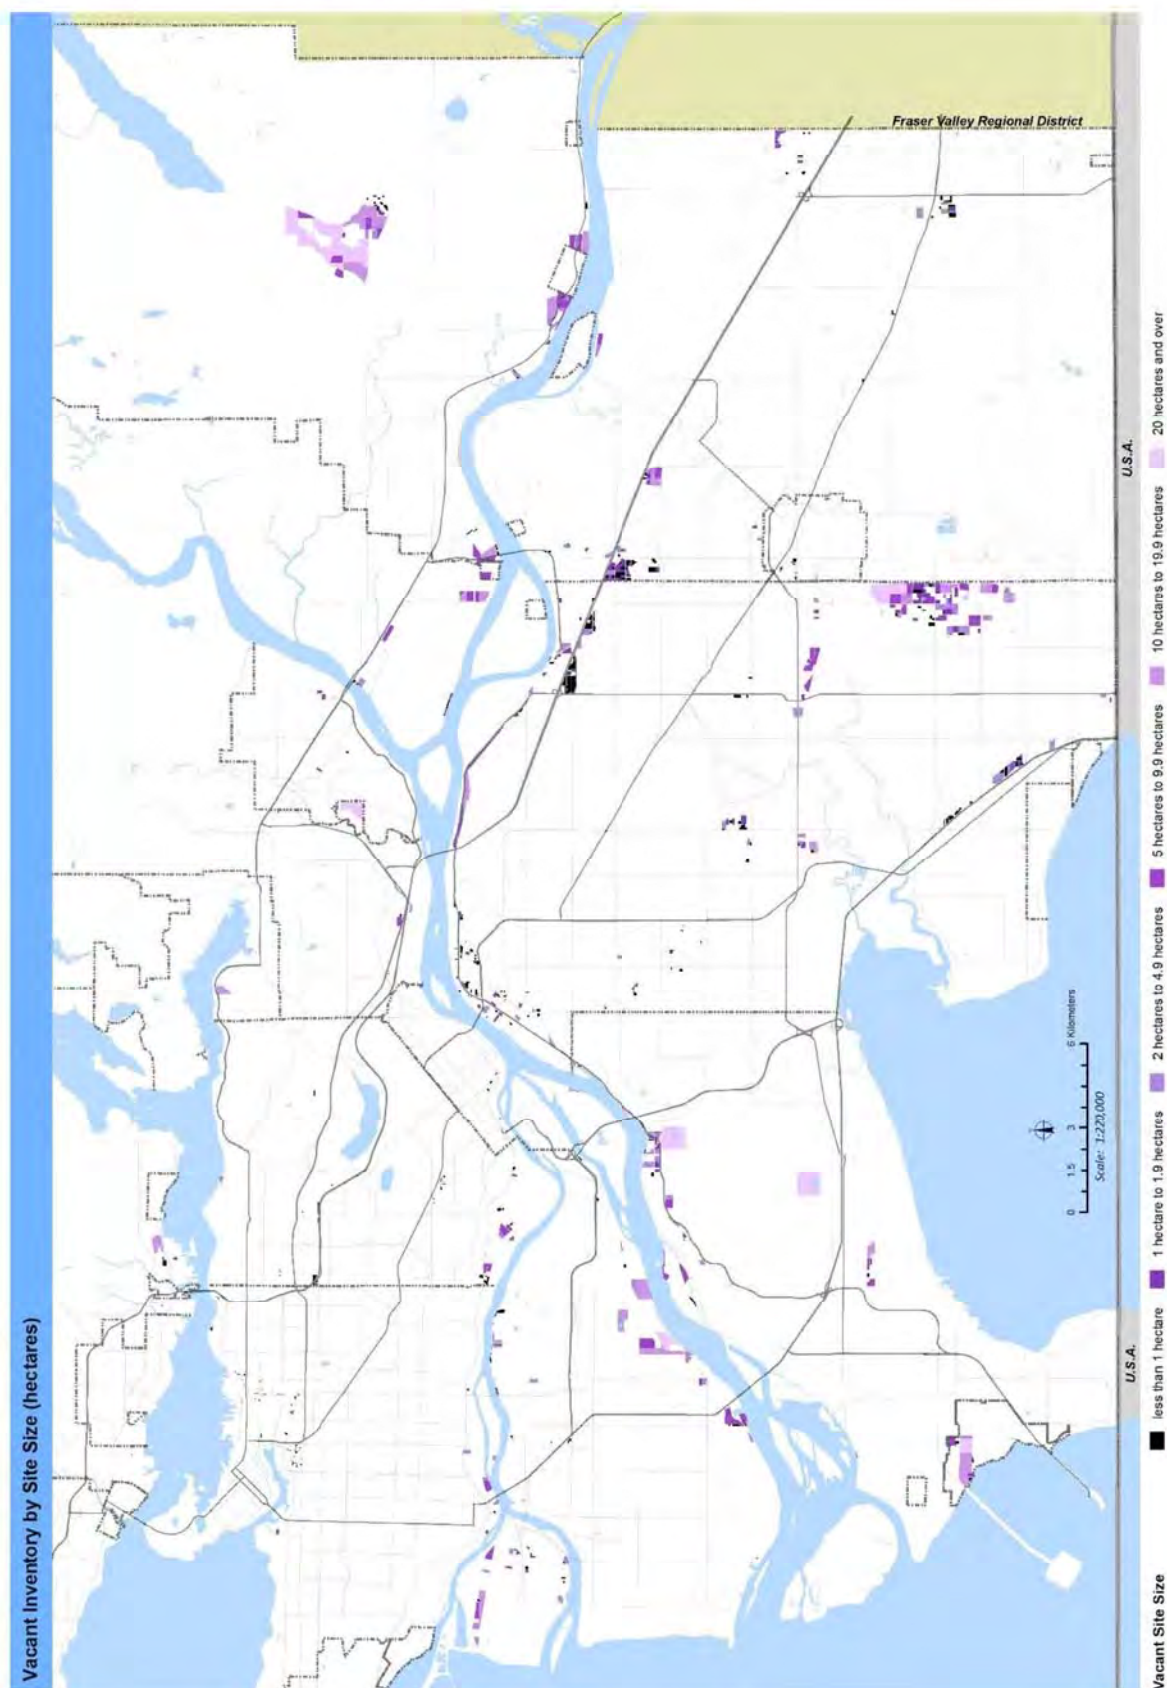 Vacant Inventory by Site Size (hectares)
Fraser Valley Regional District
U.S.A.
U.S.A.
0 1.5 3 6 Kilometers
Scale: 1:220,000
Vacant Site Size
less than 1 hectare
1 hectare to 1.9 hectares
2 hectares to 4.9 hectares
5 hectares to 9.9 hectares
10 hectares to 19.9 hectares
20 hectares and over